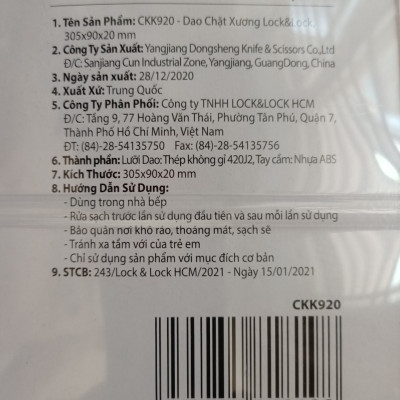 1. Tên Sản Phẩm: CKK920 - Dao Chặt Xương Lock&Lock
305x90x20 mm
2. Công Ty Sản Xuất: Yangjiang Dongsheng Knife & Scissors Co.,Ltd
Đ/C: Sanjiang Cun Industrial Zone, Yangjiang, GuangDong, China
3. Ngày sản xuất: 28/12/2020
4. Xuất Xứ: Trung Quốc
5. Công Ty Phân Phối: Công ty TNHH LOCK&LOCK HCM
Đ/C: Tầng 9, 77 Hoàng Văn Thái, Phường Tân Phú, Quận 7,
Thành Phố Hồ Chí Minh, Việt Nam
ĐT: (84)-28-54135750 Fax: (84)-28-54135756
6. Thành phần: Lưỡi Dao: Thép không gỉ 420J2, Tay cầm: Nhựa ABS
7. Kích Thước: 305x90x20 mm
8. Hướng Dẫn Sử Dụng:
- Dùng trong nhà bếp
- Rửa sạch trước lần sử dụng đầu tiên và sau mỗi lần sử dụng
- Bảo quản nơi khô ráo, thoáng mát, sạch sẽ
- Tránh xa tầm với của trẻ em
- Chỉ sử dụng sản phẩm với mục đích cơ bản
9. STCB: 243/Lock & Lock HCM/2021 - Ngày 15/01/2021
CKK920